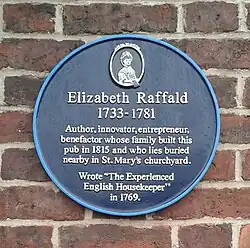 Elizabeth Raffald
1733-1781
Author, innovator, entrepreneur,
benefactor whose family built this
pub in 1815 and who lies buried
nearby in St. Mary's churchyard.
Wrote "The Experienced
English Housekeeper"
in 1769.